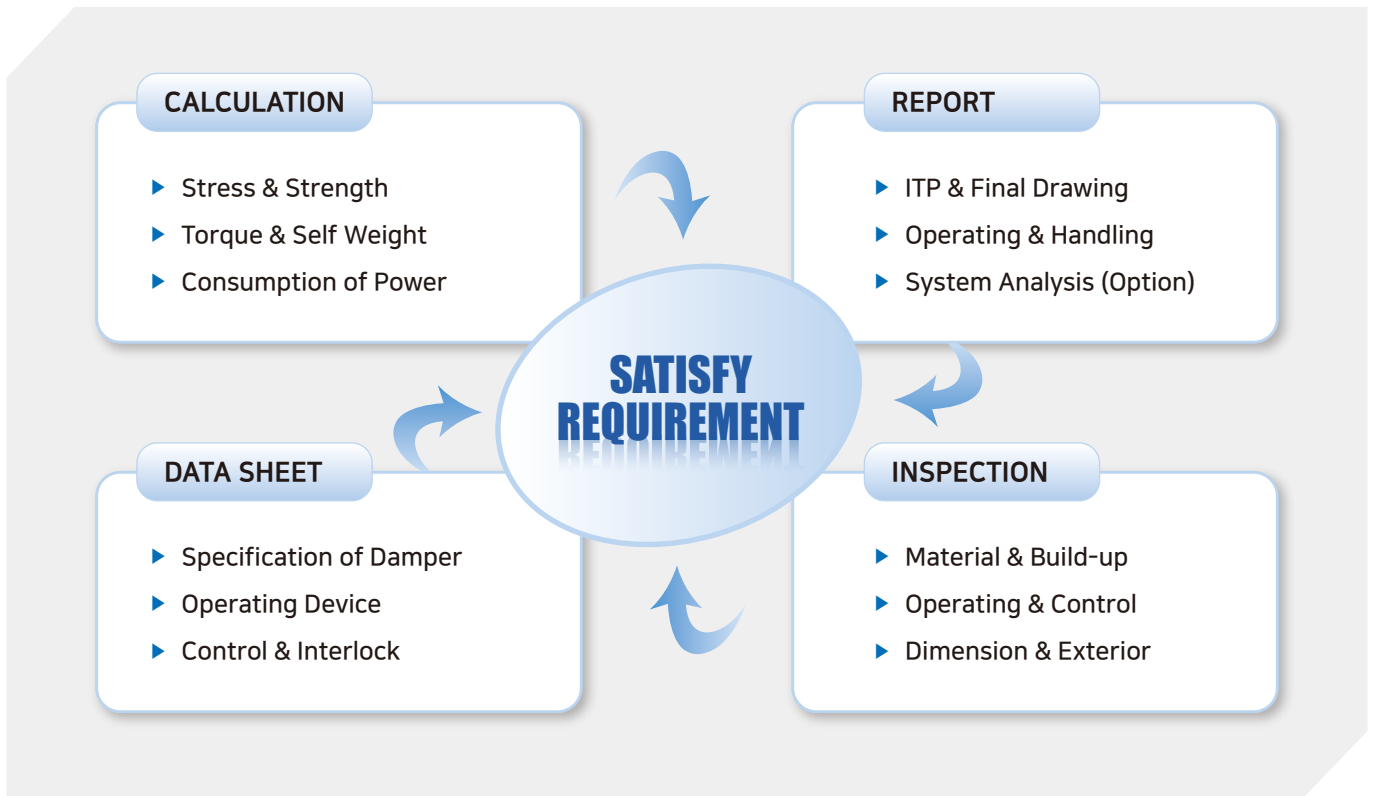 CALCULATION
Stress & Strength
Torque & Self Weight
Consumption of Power
REPORT
ITP & Final Drawing
Operating & Handling
System Analysis (Option)
SATISFY
REQUIREMENT
DATA SHEET
Specification of Damper
Operating Device
Control & Interlock
INSPECTION
Material & Build-up
Operating & Control
Dimension & Exterior